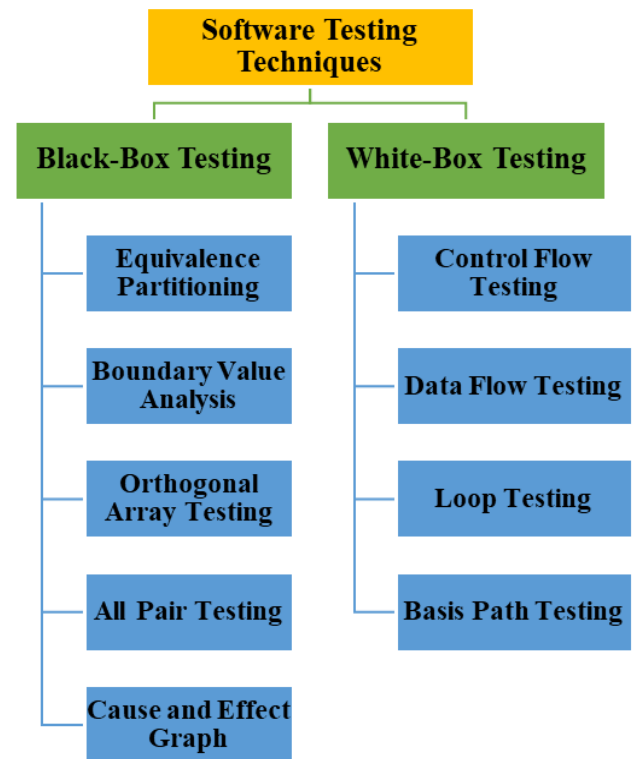 Software Testing
Techniques
Black-Box Testing
White-Box Testing
Equivalence
Partitioning
Boundary Value
Analysis
Orthogonal
Array Testing
All Pair Testing
Cause and Effect
Graph
Control Flow
Testing
Data Flow Testing
Loop Testing
Basis Path Testing